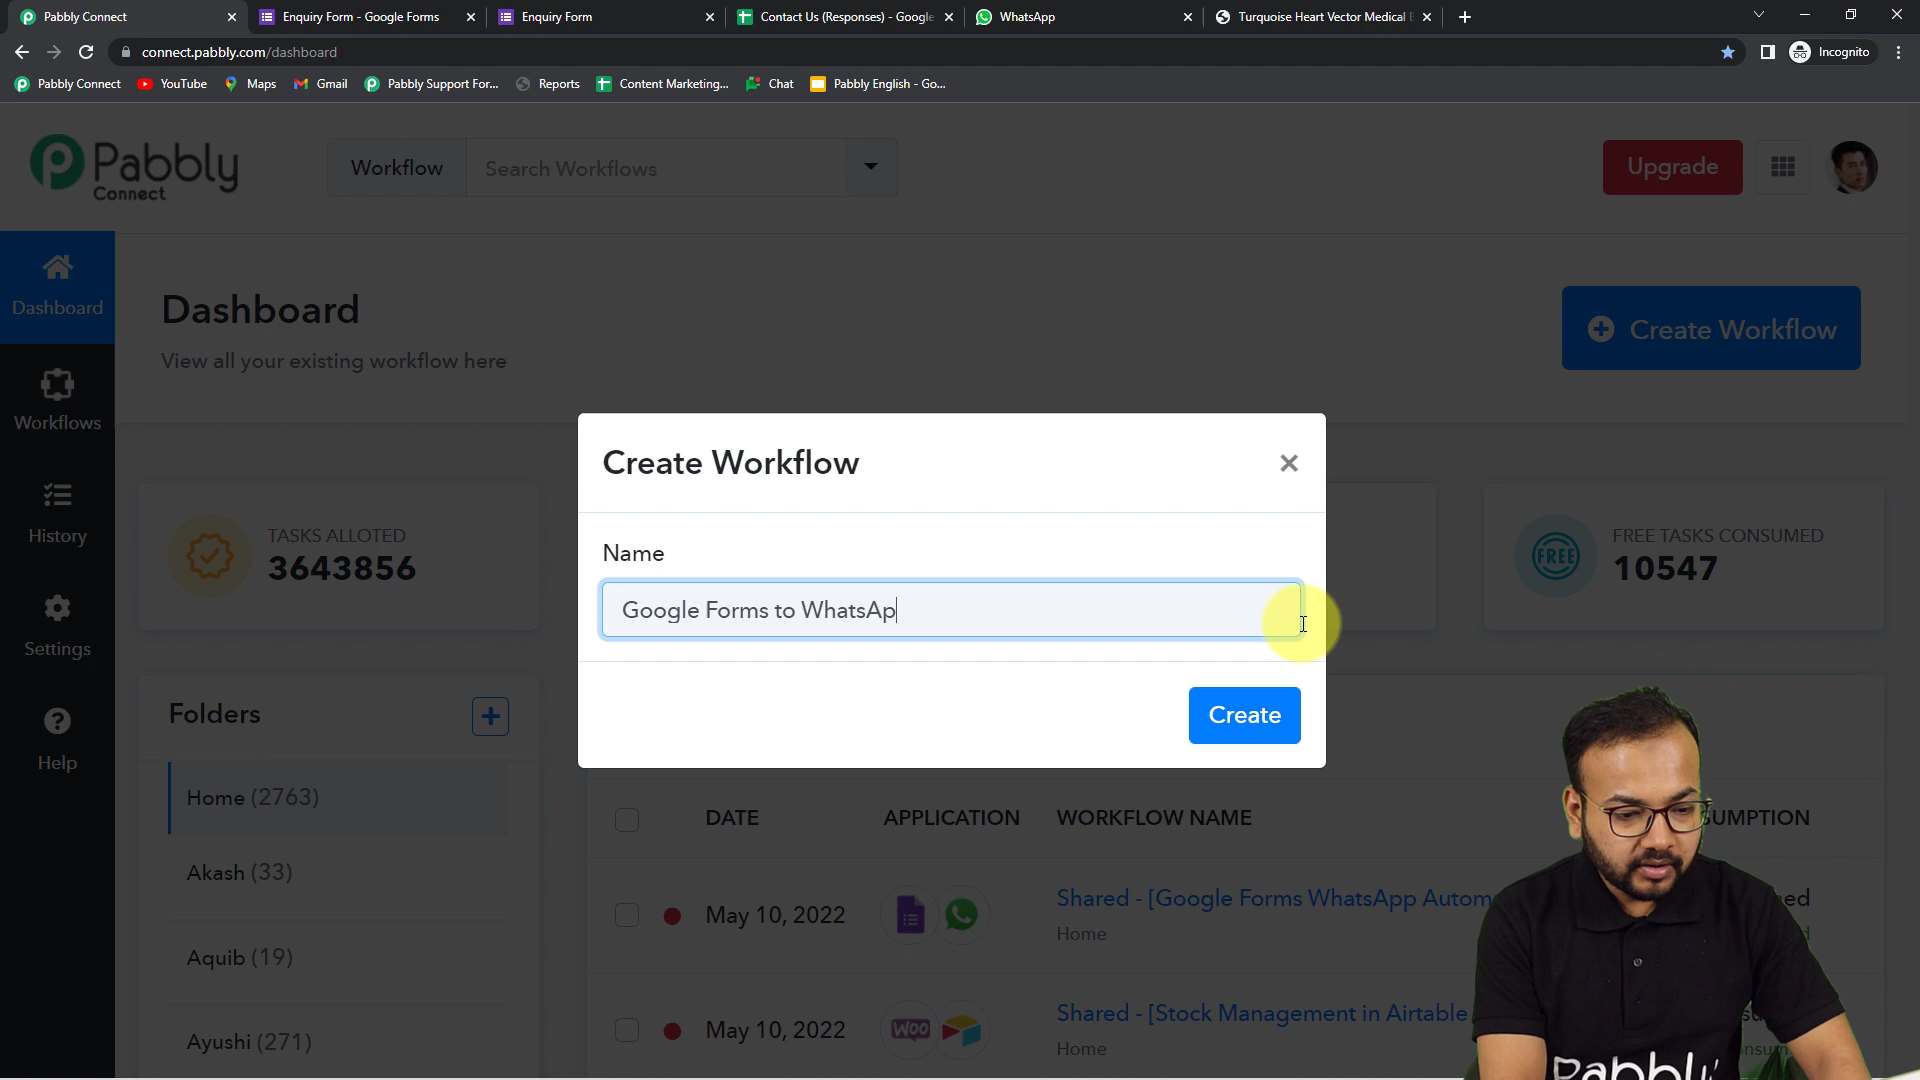 Pabbly Connect
Enquiry Form - Google Forms
Enquiry Form
Contact Us (Responses) - Google
WhatsApp
Turquoise Heart Vector Medical
connect.pabbly.com/dashboard
Incognito
Pabbly Connect
YouTube
Maps
Gmail
Pabbly Support For...
Reports
Content Marketing...
Chat
Pabbly English - Go...
Pabbly
Connect
Workflow
Search Workflows
Upgrade
Dashboard
Workflows
History
Settings
Help
Dashboard
View all your existing workflow here
Create Workflow
Create Workflow
Name
Google Forms to WhatsAp
Create
TASKS ALLOTED
3643856
FREE
FREE TASKS CONSUMED
10547
Folders
Home (2763)
Akash (33)
Aquib (19)
Ayushi (271)
DATE
APPLICATION
WORKFLOW NAME
SUMPTION
May 10, 2022
Shared - [Google Forms WhatsApp Autom
Home
May 10, 2022
WOO
Shared - [Stock Management in Airtable
Home
Pabbly